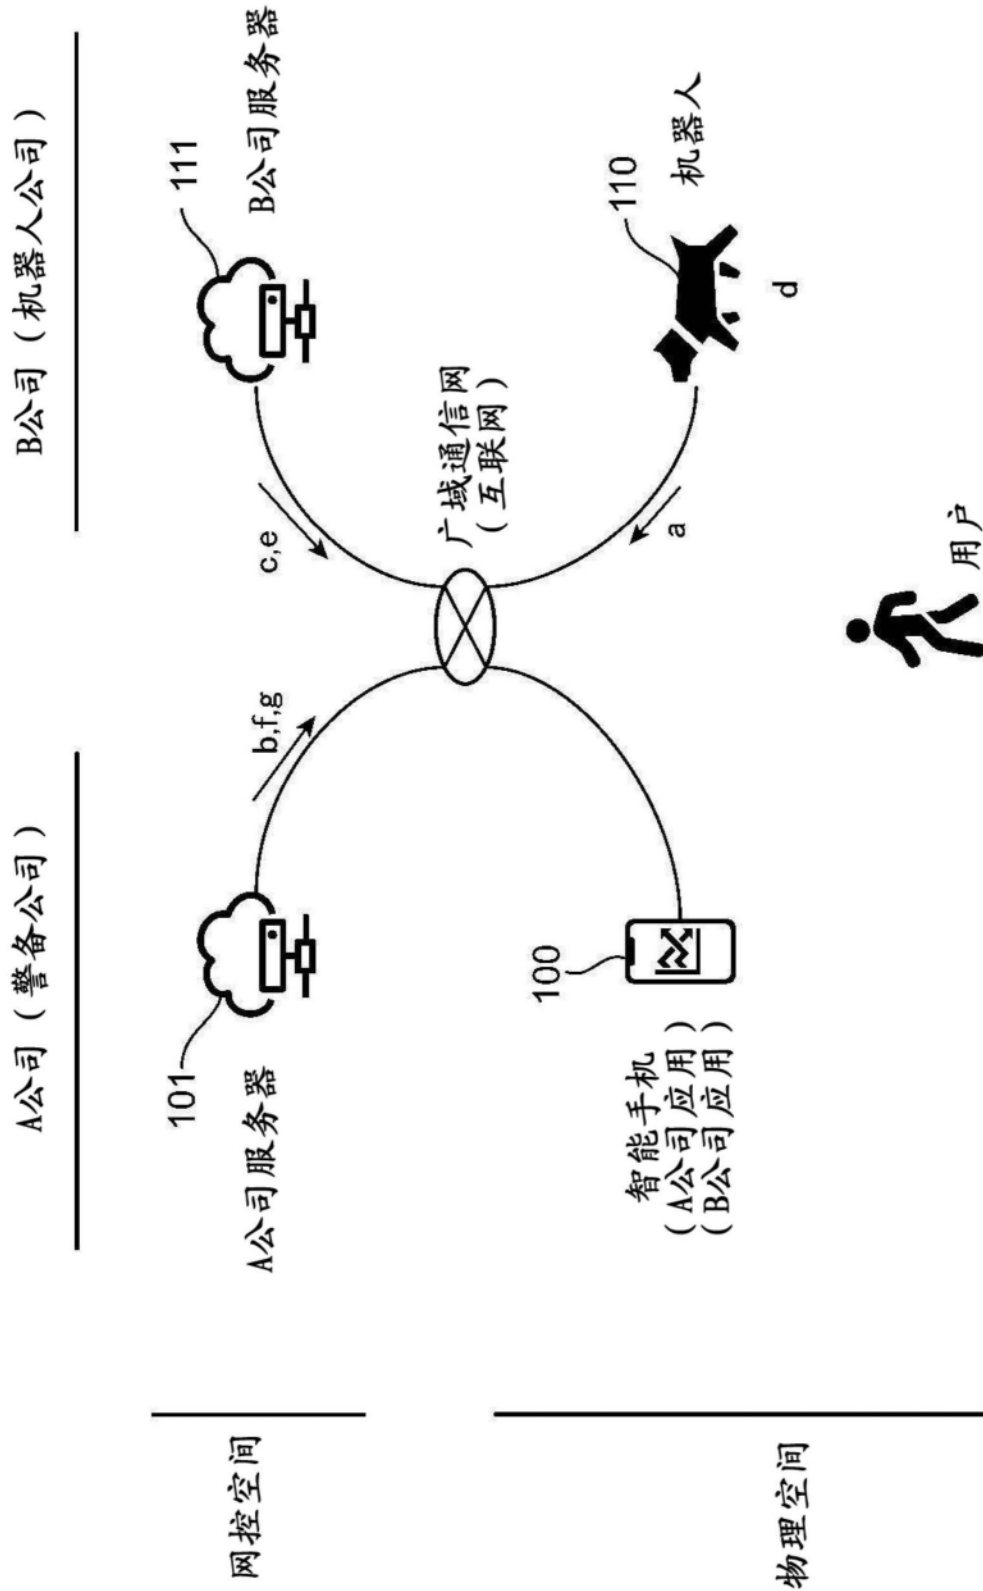 A公司（警备公司）
B公司（机器人公司）
网控空间
101
A公司服务器
b,f,g
c,e
111
B公司服务器
广域通信网
（互联网）
物理空间
100
智能手机
（A公司应用）
（B公司应用）
a
110
机器人
d
用户